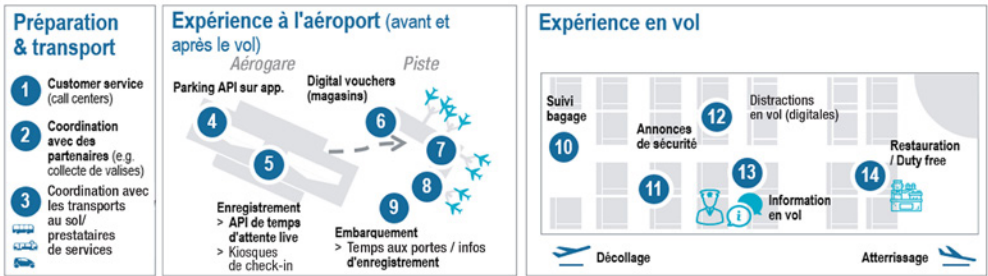 Préparation
& transport
1
Customer service
(call centers)
2
Coordination
avec des
partenaires (e.g.
collecte de valises)
3
Coordination avec
les transports
au sol/
prestataires
de services
Expérience à l'aéroport (avant et
après le vol)
Aérogare
Piste
Parking API sur app.
Digital vouchers
(magasins)
4
5
6
7
8
9
Enregistrement
> API de temps
d'attente live
> Kiosques
de check-in
Embarquement
> Temps aux portes / infos
d'enregistrement
Expérience en vol
Suivi
bagage
10
Annonces
de sécurité
11
12
Distractions
en vol (digitales)
13
Information
en vol
Restauration
/ Duty free
14
Décollage
Atterrissage